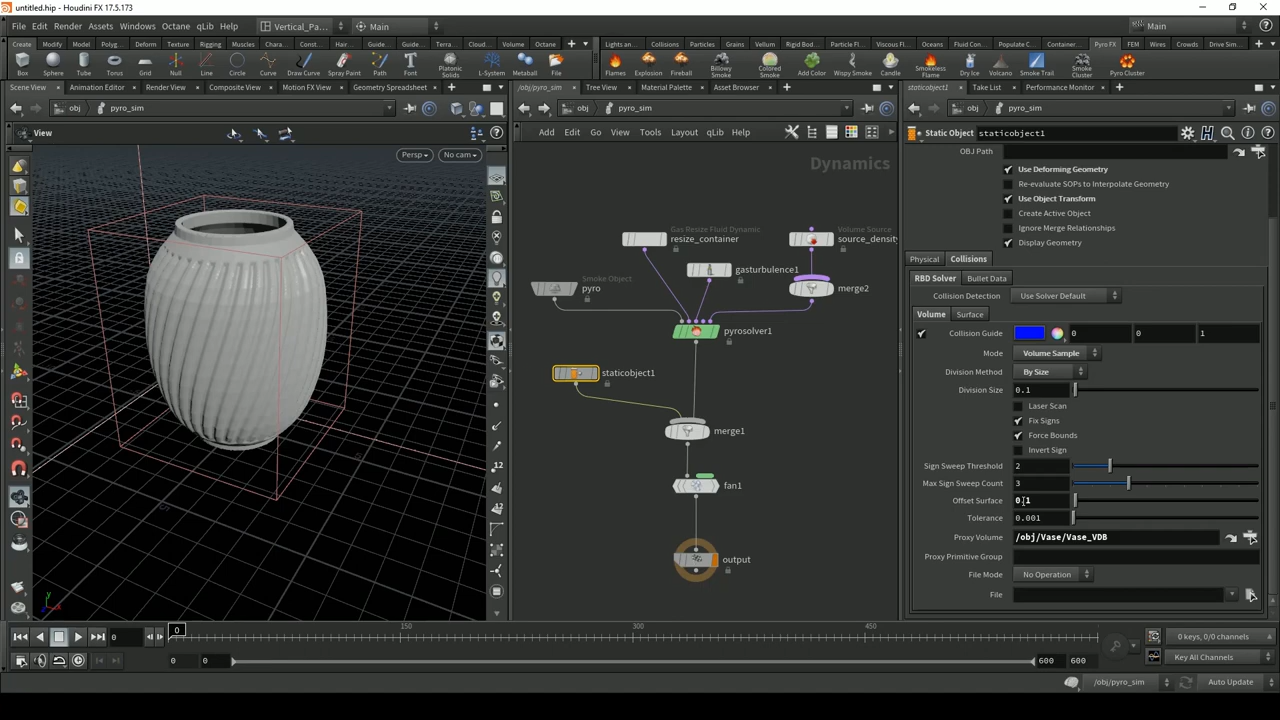 untitled.hip - Houdini FX 17.5.173
File Edit Render Assets Windows Octane qLib Help Vertical_Pa... Main Main
Create Modify Model Polyg... Deform Texture Rigging Muscles Chara... Const... Hair... Guide... Guide... Terra... Cloud... Volume Octane Lights an... Collisions Particles Grains Vellum Rigid Bod... Particle Fl... Viscous Fl... Oceans Fluid Con... Populate C... Container... Pyro FX FEM Wires Crowds Drive Sim...
Box Sphere Tube Torus Grid Null Line Circle Curve Draw Curve Spray Paint Path Font Platonic Solids L-System Metaball File Flames Explosion Fireball Billowy Smoke Colored Smoke Add Color Wispy Smoke Candle Smokeless Flame Dry Ice Volcano Smoke Trail Smoke Cluster Pyro Cluster
Scene View Animation Editor Render View Composite View Motion FX View Geometry Spreadsheet /obj/pyro_sim Tree View Material Palette Asset Browser staticobject1 Take List Performance Monitor
obj pyro_sim obj pyro_sim obj pyro_sim
View Add Edit Go View Tools Layout qLib Help Static Object staticobject1
Persp No cam
Dynamics
Gas Resize Fluid Dynamic
resize_container
Volume Source
source_density
gasturbulence1
Smoke Object
pyro
merge2
pyrosolver1
staticobject1
merge1
fan1
output
OBJ Path
Use Deforming Geometry
Re-evaluate SOPs to Interpolate Geometry
Use Object Transform
Create Active Object
Ignore Merge Relationships
Display Geometry
Physical Collisions
RBD Solver Bullet Data
Collision Detection Use Solver Default
Volume Surface
Collision Guide 0 0 1
Mode Volume Sample
Division Method By Size
Division Size 0.1
Laser Scan
Fix Signs
Force Bounds
Invert Sign
Sign Sweep Threshold 2
Max Sign Sweep Count 3
Offset Surface 0.1
Tolerance 0.001
Proxy Volume /obj/Vase/Vase_VDB
Proxy Primitive Group
File Mode No Operation
File
0 0 150 300 450 0 keys, 0/0 channels
0 0 600 600 Key All Channels
/obj/pyro_sim Auto Update